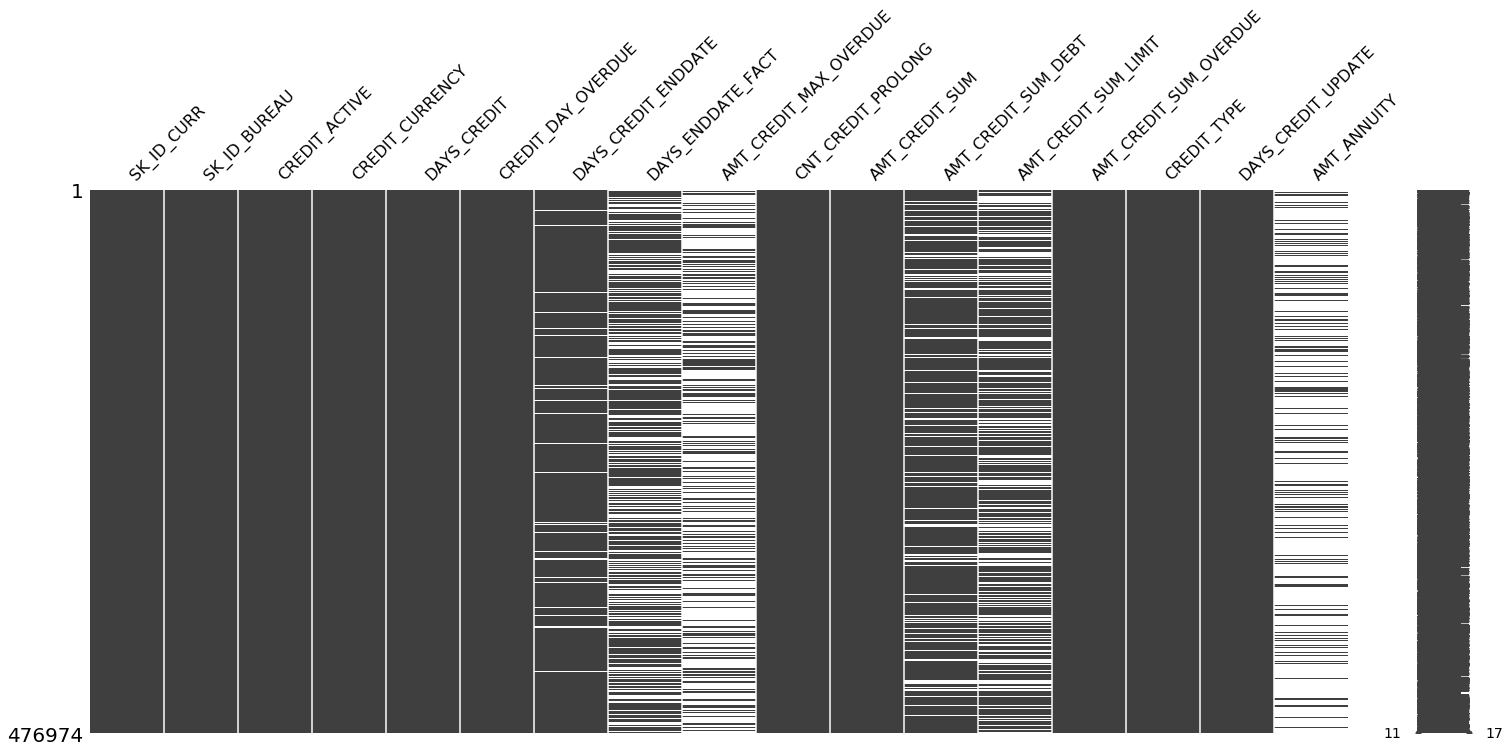 SK_ID_CURR
SK_ID_BUREAU
CREDIT_ACTIVE
CREDIT_CURRENCY
DAYS_CREDIT
CREDIT_DAY_OVERDUE
DAYS_CREDIT_ENDDATE
DAYS_ENDDATE_FACT
AMT_CREDIT_MAX_OVERDUE
CNT_CREDIT_PROLONG
AMT_CREDIT_SUM
AMT_CREDIT_SUM_DEBT
AMT_CREDIT_SUM_LIMIT
AMT_CREDIT_SUM_OVERDUE
CREDIT_TYPE
DAYS_CREDIT_UPDATE
AMT_ANNUITY
1
476974
11
17